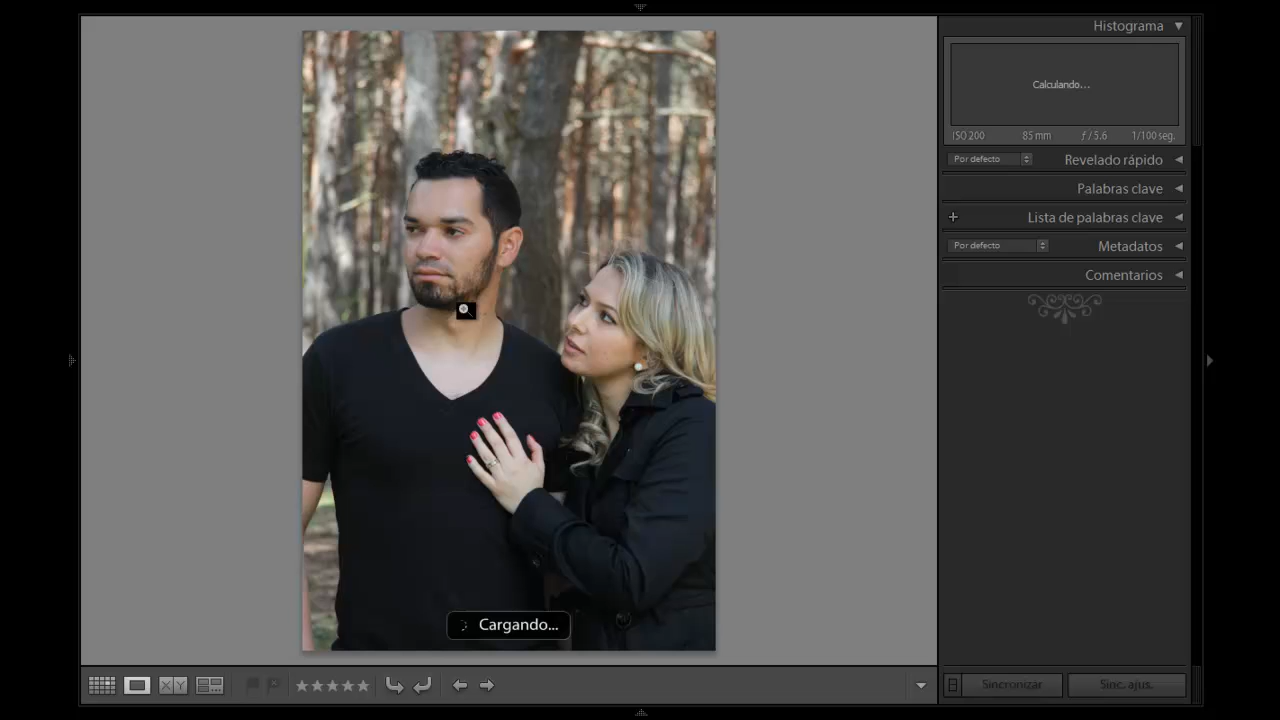 Histograma
Calculando...
ISO 200 85 mm ƒ / 5.6 1/100 seg.
Por defecto Revelado rápido
Palabras clave
Lista de palabras clave
Por defecto Metadatos
Comentarios
Cargando...
X Y
Sincronizar Sinc. ajus.